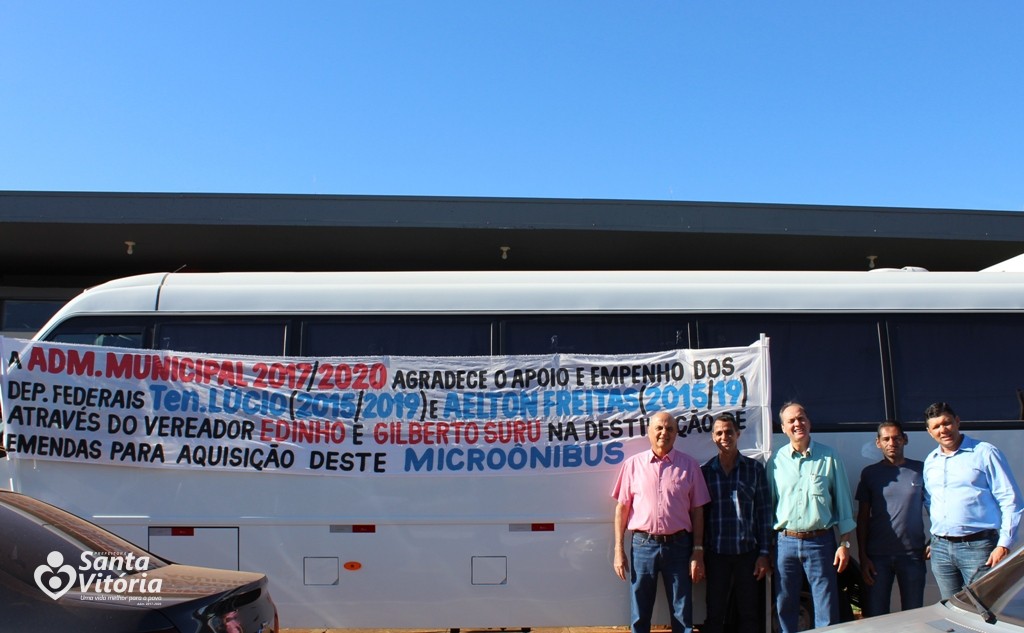 A ADM. MUNICIPAL 2017/2020 AGRADECE O APOIO E EMPENHO DOS
DEP. FEDERAIS Ten. LÚCIO (2015/2019) E AELTON FREITAS (2015/19)
ATRAVÉS DO VEREADOR EDINHO E GILBERTO SURU NA DESTINAÇÃO DE
EMENDAS PARA AQUISIÇÃO DESTE MICROÔNIBUS
PREFEITURA DE
Santa
Vitória
Uma vida melhor para o povo